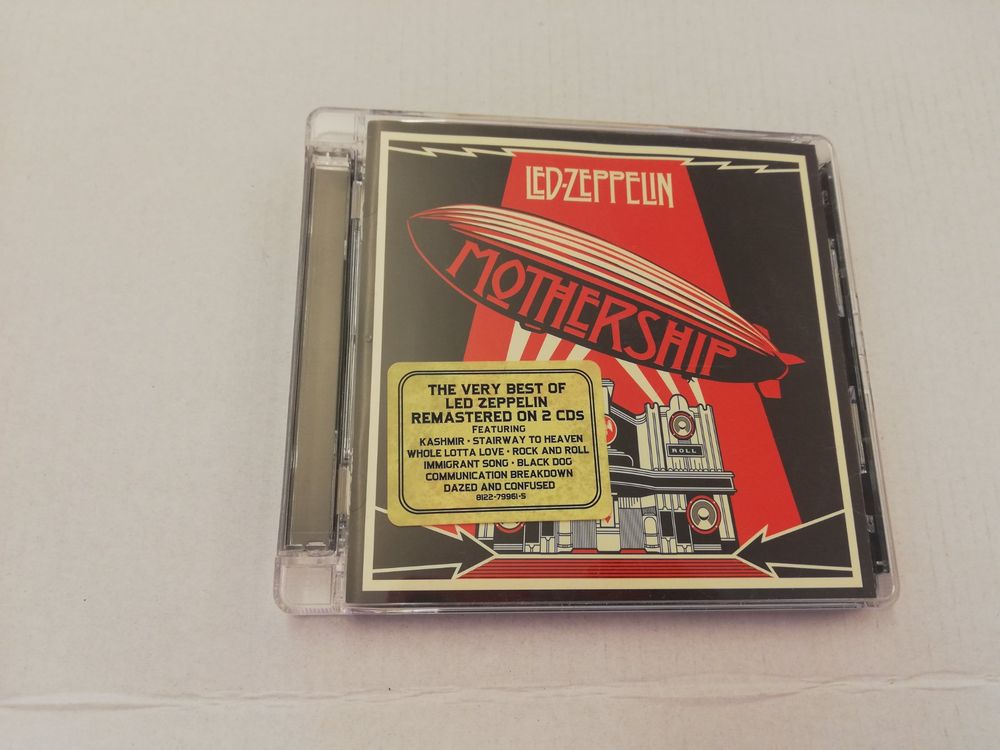 LED-ZEPPELIN
MOTHERSHIP
THE VERY BEST OF
LED ZEPPELIN
REMASTERED ON 2 CDs
FEATURING
KASHMIR • STAIRWAY TO HEAVEN
WHOLE LOTTA LOVE • ROCK AND ROLL
IMMIGRANT SONG • BLACK DOG
COMMUNICATION BREAKDOWN
DAZED AND CONFUSED
8122-79961-5
ROLL